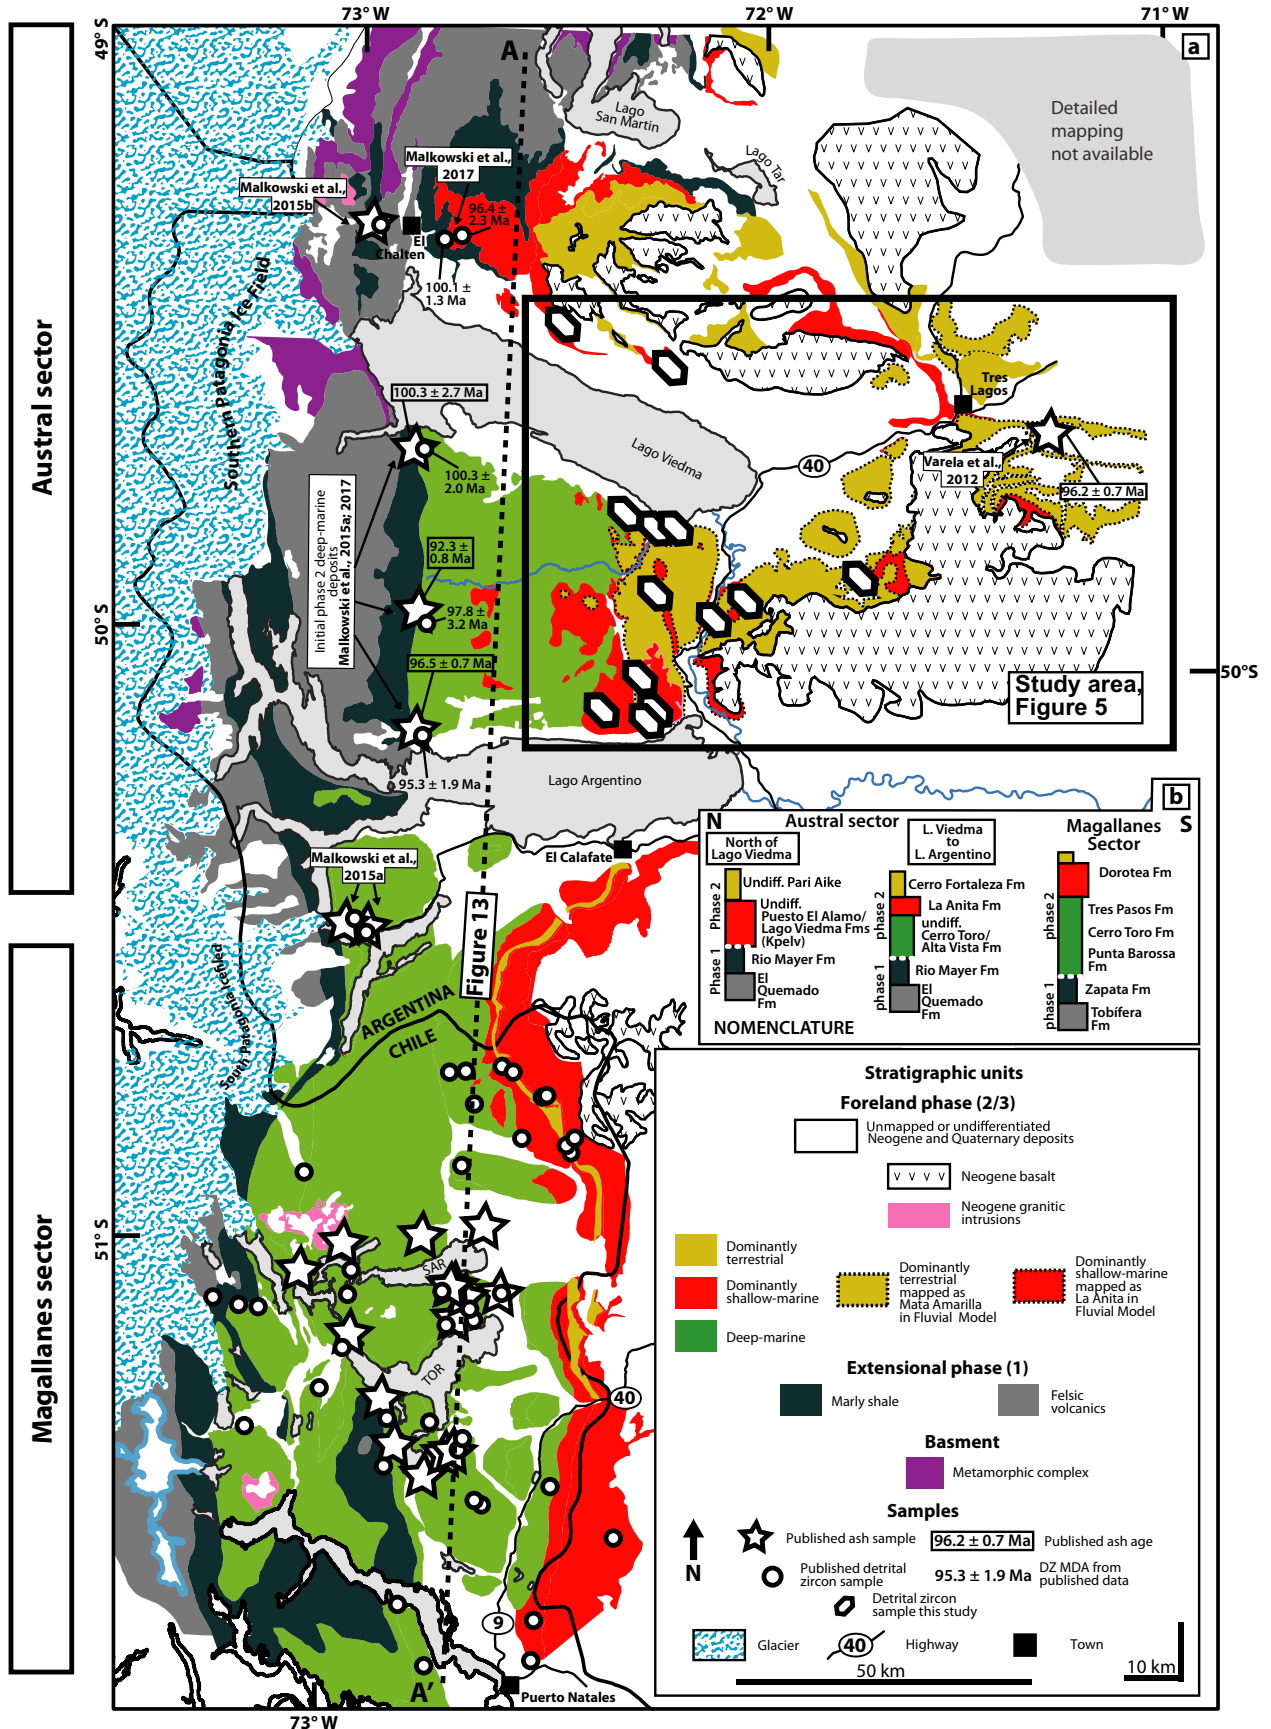 73°W
72°W
71°W
49°S
a
A
Lago
San Martin
Detailed
mapping
not available
Lago Tar
Malkowski et al.,
2017
Malkowski et al.,
2015b
96.4 ±
2.3 Ma
El
Chalten
100.1 ±
1.3 Ma
Southern Patagonia Ice Field
Austral sector
Tres
Lagos
100.3 ± 2.7 Ma
Lago Viedma
40
Varela et al.,
2012
96.2 ± 0.7 Ma
100.3 ±
2.0 Ma
Initial phase 2 deep-marine
deposits
Malkowski et al., 2015a; 2017
92.3 ±
0.8 Ma
97.8 ±
3.2 Ma
50°S
96.5 ± 0.7 Ma
50°S
Study area,
Figure 5
95.3 ± 1.9 Ma
Lago Argentino
b
N
Austral sector
S
Magallanes
Sector
North of
Lago Viedma
L. Viedma
to
L. Argentino
El Calafate
Malkowski et al.,
2015a
Phase 2
Undiff. Pari Aike
Undiff.
Puesto El Alamo/
Lago Viedma Fms
(Kpelv)
Phase 1
Rio Mayer Fm
El
Quemado
Fm
phase 2
Cerro Fortaleza Fm
La Anita Fm
undiff.
Cerro Toro/
Alta Vista Fm
phase 1
Rio Mayer Fm
El
Quemado
Fm
phase 2
Dorotea Fm
Tres Pasos Fm
Cerro Toro Fm
Punta Barossa
Fm
phase 1
Zapata Fm
Tobífera
Fm
NOMENCLATURE
Figure 13
South Patagonia Icefiled
ARGENTINA
CHILE
Magallanes sector
51°S
SAR
TOR
40
9
A'
Puerto Natales
73°W
Stratigraphic units
Foreland phase (2/3)
Unmapped or undifferentiated
Neogene and Quaternary deposits
Neogene basalt
Neogene granitic
intrusions
Dominantly
terrestrial
Dominantly
shallow-marine
Deep-marine
Dominantly
terrestrial
mapped as
Mata Amarilla
in Fluvial Model
Dominantly
shallow-marine
mapped as
La Anita in
Fluvial Model
Extensional phase (1)
Marly shale
Felsic
volcanics
Basment
Metamorphic complex
Samples
N
Published ash sample
96.2 ± 0.7 Ma
Published ash age
Published detrital
zircon sample
95.3 ± 1.9 Ma
DZ MDA from
published data
Detrital zircon
sample this study
Glacier
40
Highway
Town
50 km
10 km